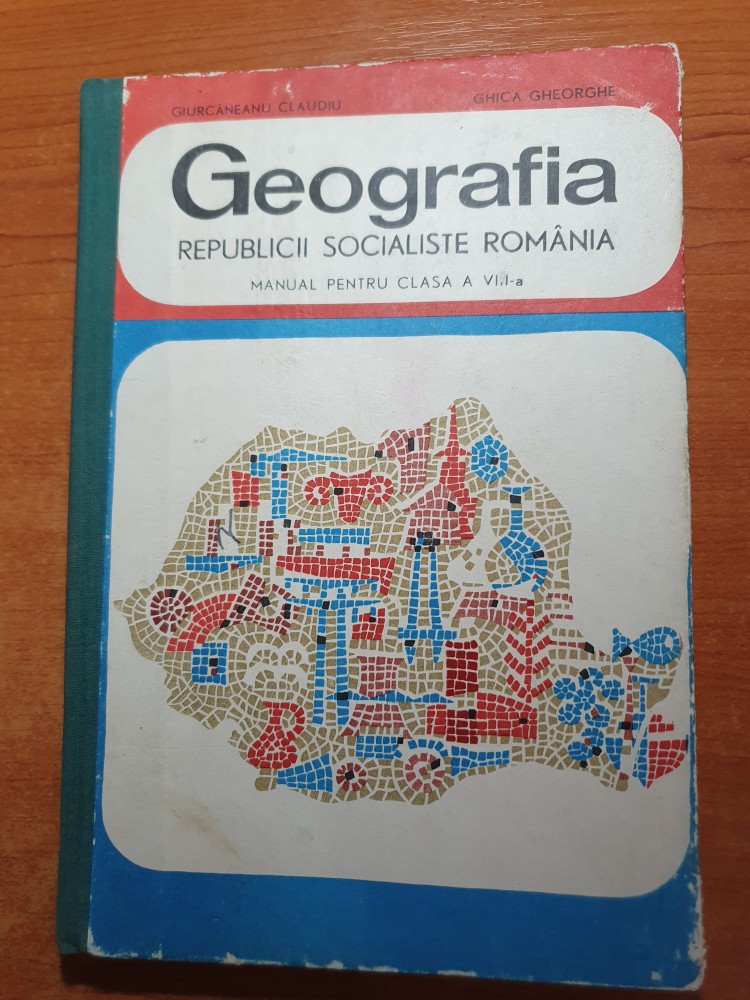 GIURCĂNEANU CLAUDIU GHICA GHEORGHE
Geografia
REPUBLICII SOCIALISTE ROMÂNIA
MANUAL PENTRU CLASA A VIII-a